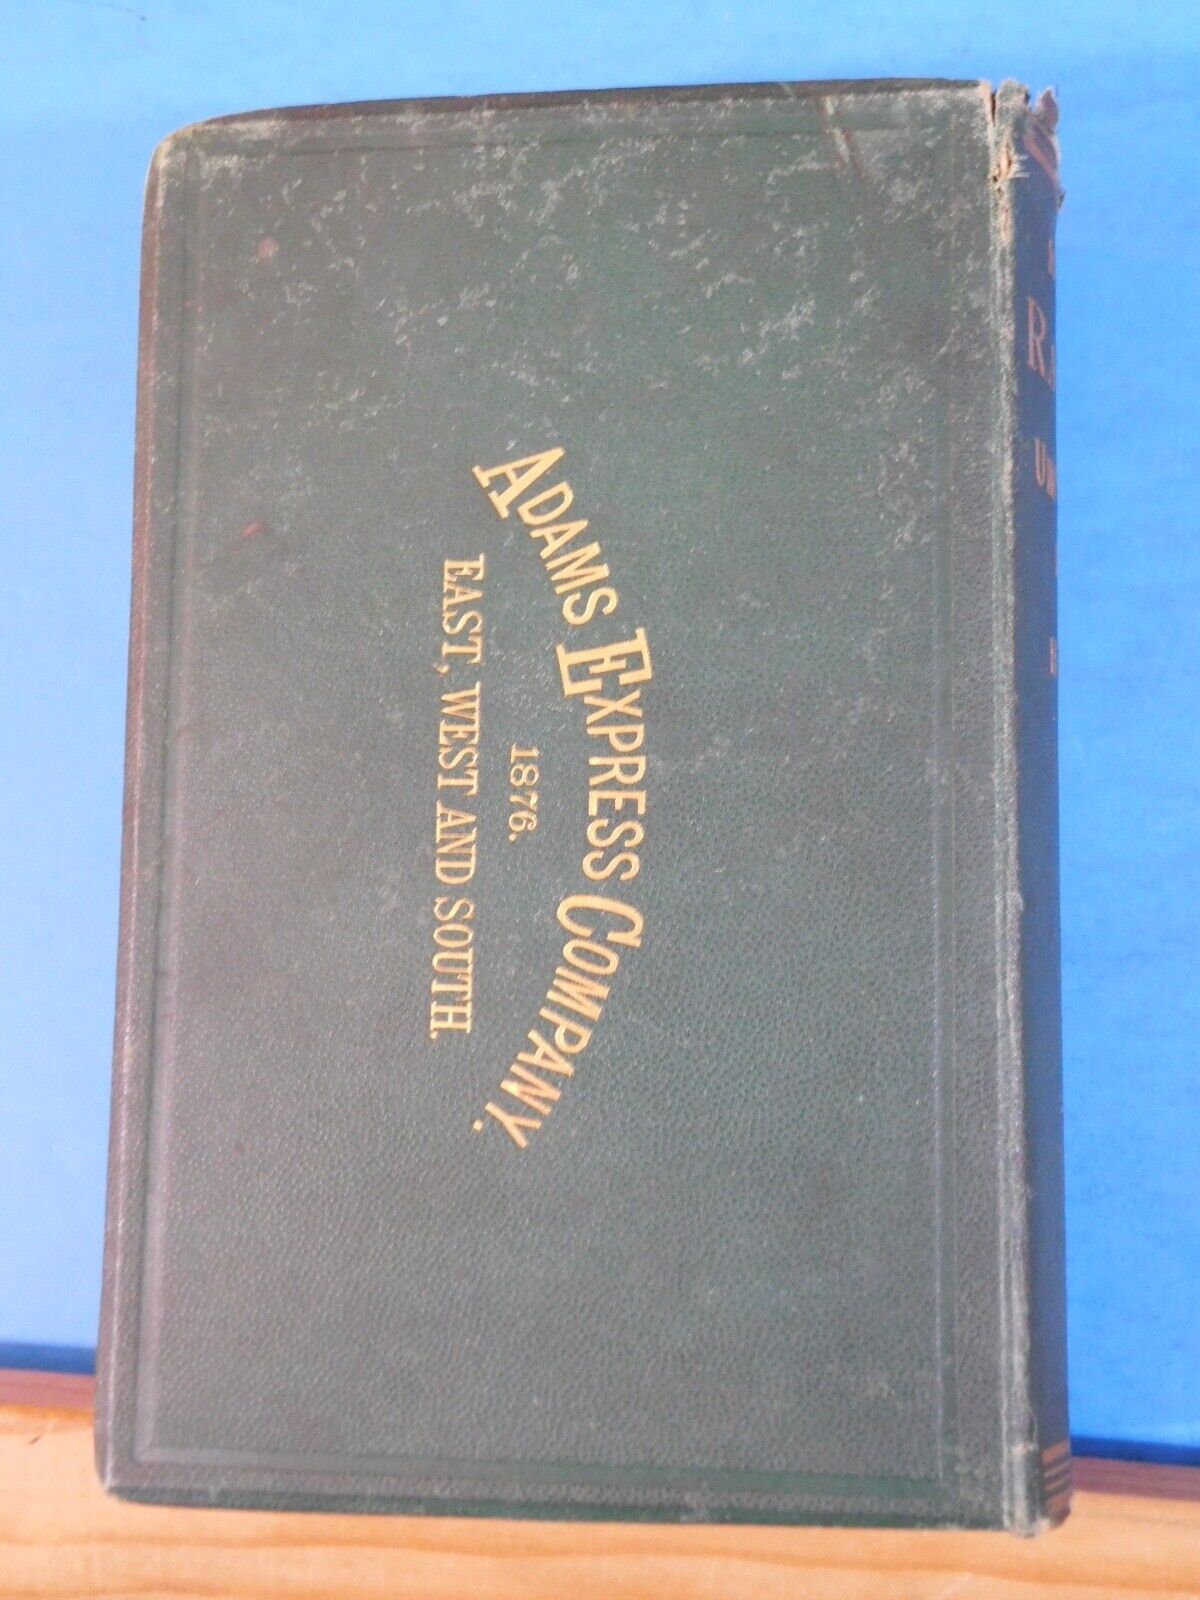 ADAMS EXPRESS COMPANY.
1876.
EAST, WEST AND SOUTH.